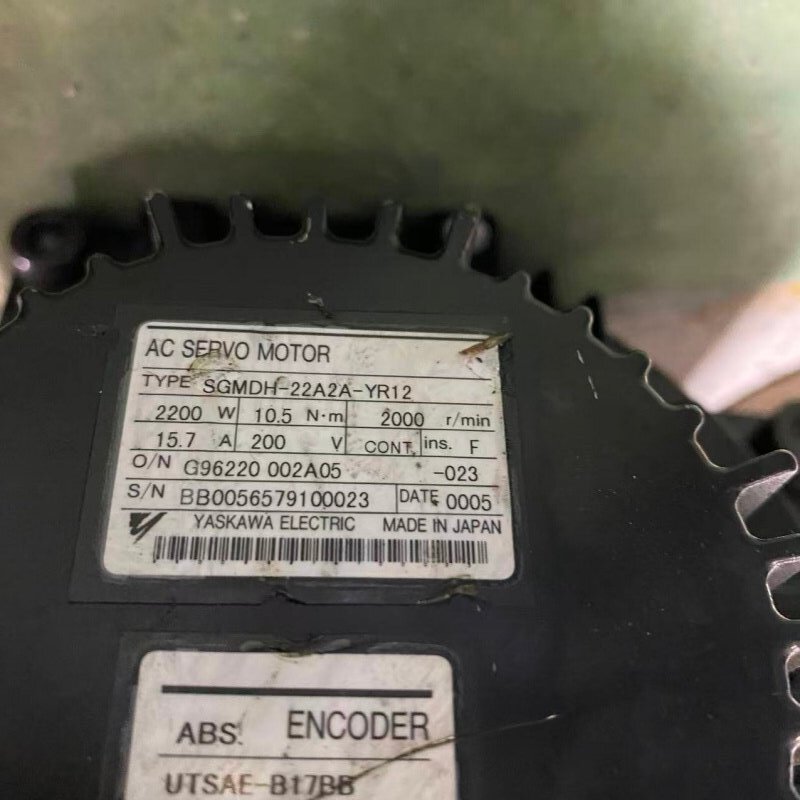 AC SERVO MOTOR
TYPE SGMDH-22A2A-YR12
2200 W 10.5 N·m 2000 r/min
15.7 A 200 V CONT. ins. F
O/N G96220 002A05 -023
S/N BB0056579100023 DATE 0005
YASKAWA ELECTRIC MADE IN JAPAN
ABS. ENCODER
UTSAE-B17BB